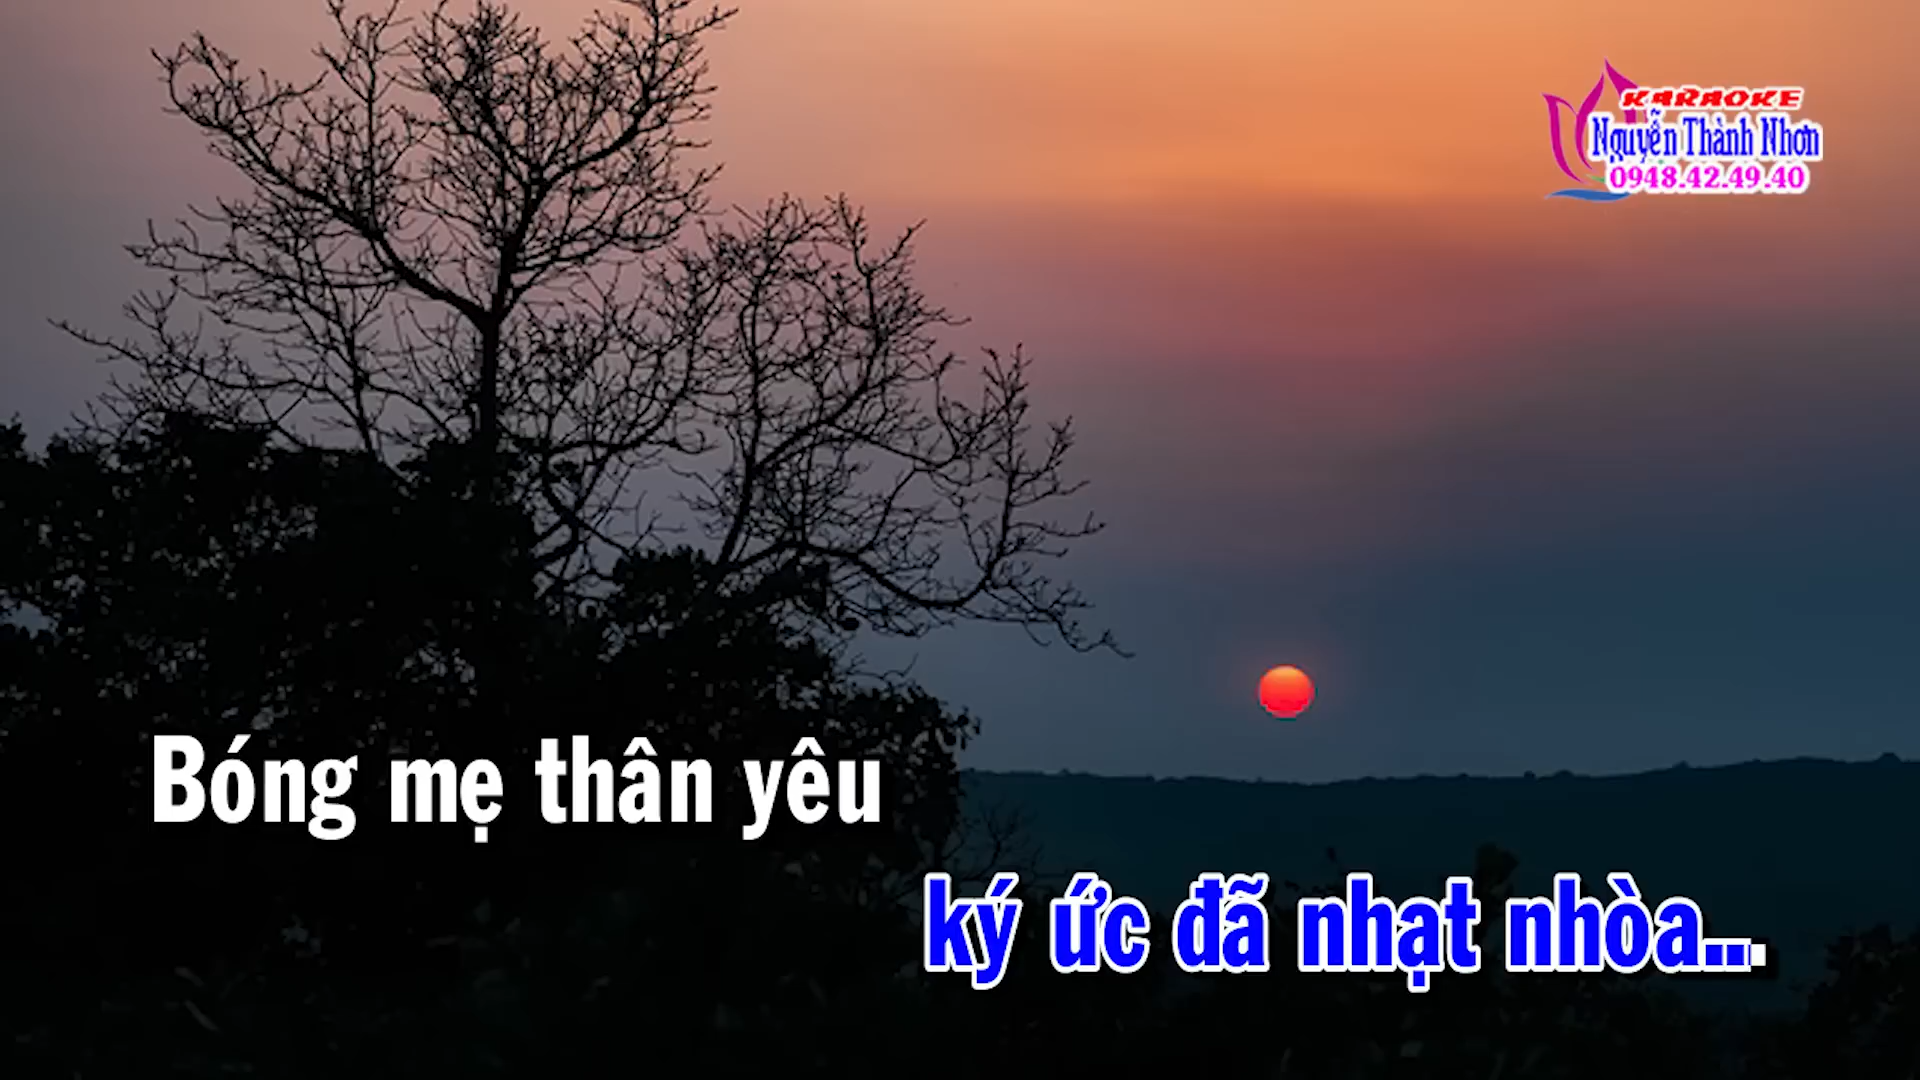 KARAOKE
Nguyễn Thành Nhơn
0948.42.49.40
Bóng mẹ thân yêu
ký ức đã nhạt nhòa...